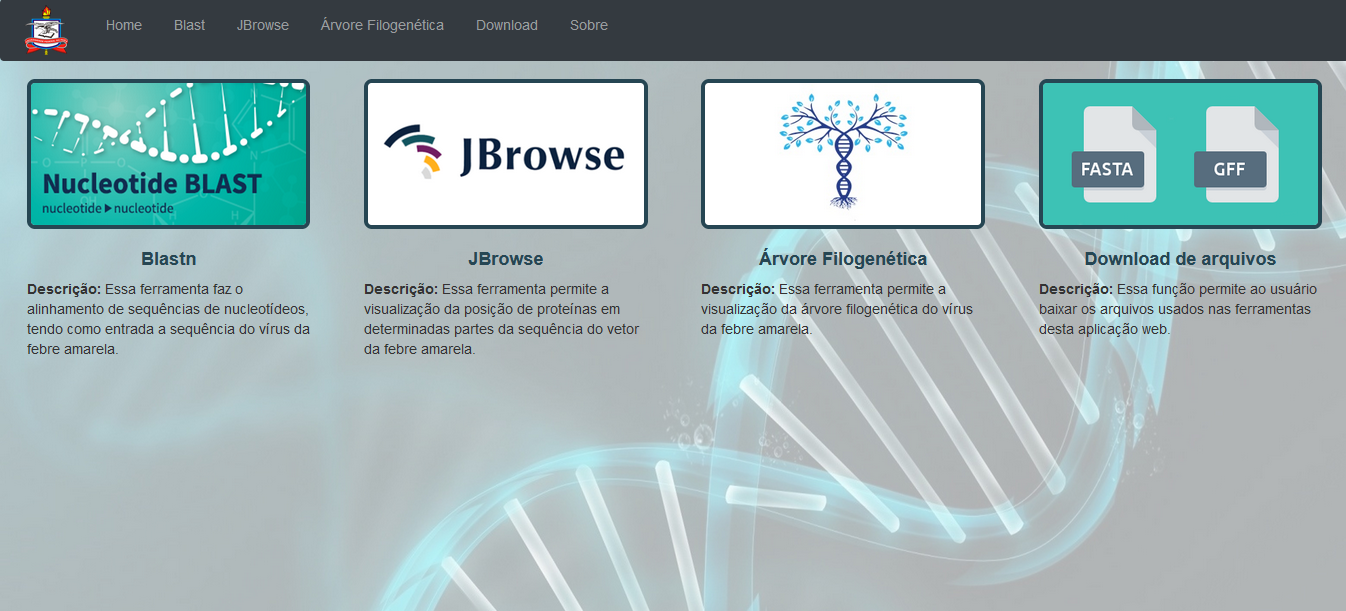 Home Blast JBrowse Árvore Filogenética Download Sobre
Nucleotide BLAST
nucleotide ▶ nucleotide
JBrowse
FASTA GFF
Blastn
Descrição: Essa ferramenta faz o
alinhamento de sequências de nucleotídeos,
tendo como entrada a sequência do vírus da
febre amarela.
JBrowse
Descrição: Essa ferramenta permite a
visualização da posição de proteínas em
determinadas partes da sequência do vetor
da febre amarela.
Árvore Filogenética
Descrição: Essa ferramenta permite a
visualização da árvore filogenética do vírus
da febre amarela.
Download de arquivos
Descrição: Essa função permite ao usuário
baixar os arquivos usados nas ferramentas
desta aplicação web.